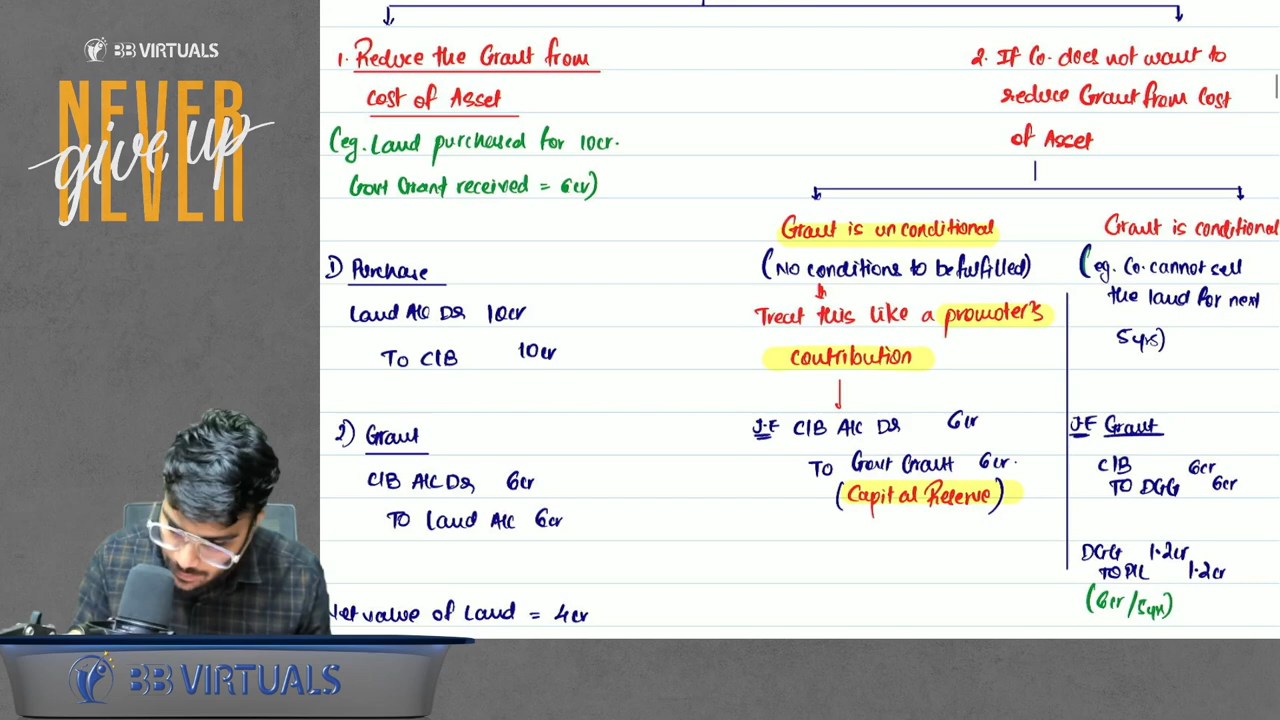 BB VIRTUALS
NEVER
give up
NEVER
1. Reduce the Grant from
cost of Asset
(eg. Land purchased for 10cr.
Govt Grant received = 6cr)
1) Purchase
Land A/c Dr 10cr
To C/B 10cr
2) Grant
C/B A/c Dr 6cr
To Land A/c 6cr
Net value of Land = 4cr
2. If Co. does not want to
reduce Grant from cost
of Asset
Grant is unconditional
(No conditions to be fulfilled)
Treat this like a promoter's
contribution
J.E C/B A/c Dr 6cr
To Govt Grant 6cr.
(Capital Reserve)
Grant is conditional
(eg. Co. cannot sell
the land for next
5yrs)
J.E Grant
C/B 6cr
To DGG 6cr
DGG 1.2cr
To P/L 1.2cr
(6cr/5yrs)
BB VIRTUALS